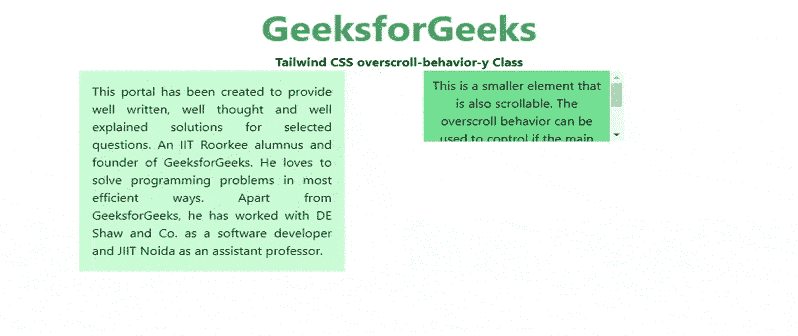 GeeksforGeeks
Tailwind CSS overscroll-behavior-y Class
This portal has been created to provide
well written, well thought and well
explained solutions for selected
questions. An IIT Roorkee alumnus and
founder of GeeksforGeeks. He loves to
solve programming problems in most
efficient ways. Apart from
GeeksforGeeks, he has worked with DE
Shaw and Co. as a software developer
and JIIT Noida as an assistant professor.
This is a smaller element that
is also scrollable. The
overscroll behavior can be
used to control if the main